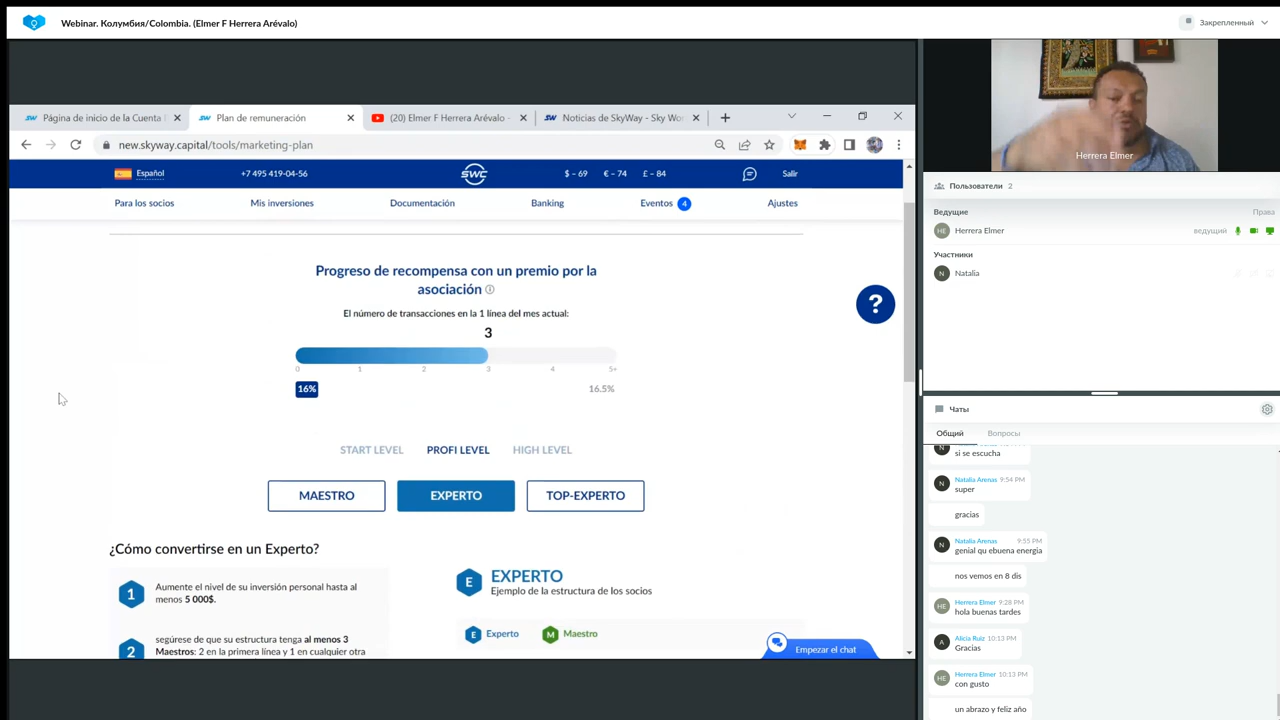 Webinar. Колумбия/Colombia. (Elmer F Herrera Arévalo)
Закрепленный
Página de inicio de la Cuenta
Plan de remuneración
(20) Elmer F Herrera Arévalo -
Noticias de SkyWay - Sky Wo
new.skyway.capital/tools/marketing-plan
Español
+7 495 419-04-56
SWC
$ – 69
€ – 74
£ – 84
Salir
Para los socios
Mis inversiones
Documentación
Banking
Eventos 4
Ajustes
Progreso de recompensa con un premio por la
asociación
El número de transacciones en la 1 línea del mes actual:
3
0 1 2 3 4 5+
16%
16.5%
?
START LEVEL
PROFI LEVEL
HIGH LEVEL
MAESTRO
EXPERTO
TOP-EXPERTO
¿Cómo convertirse en un Experto?
1
Aumente el nivel de su inversión personal hasta al
menos 5 000$.
2
segúrese de que su estructura tenga al menos 3
Maestros: 2 en la primera línea y 1 en cualquier otra
E
EXPERTO
Ejemplo de la estructura de los socios
E Experto
M Maestro
Empezar el chat
Herrera Elmer
Пользователи 2
Ведущие
Права
HE Herrera Elmer
ведущий
Участники
N Natalia
Чаты
Общий
Вопросы
N
si se escucha
N Natalia Arenas 9:54 PM
super
gracias
N Natalia Arenas 9:55 PM
genial qu ebuena energia
nos vemos en 8 dis
HE Herrera Elmer 9:28 PM
hola buenas tardes
A Alicia Ruiz 10:13 PM
Gracias
HE Herrera Elmer 10:13 PM
con gusto
un abrazo y feliz año